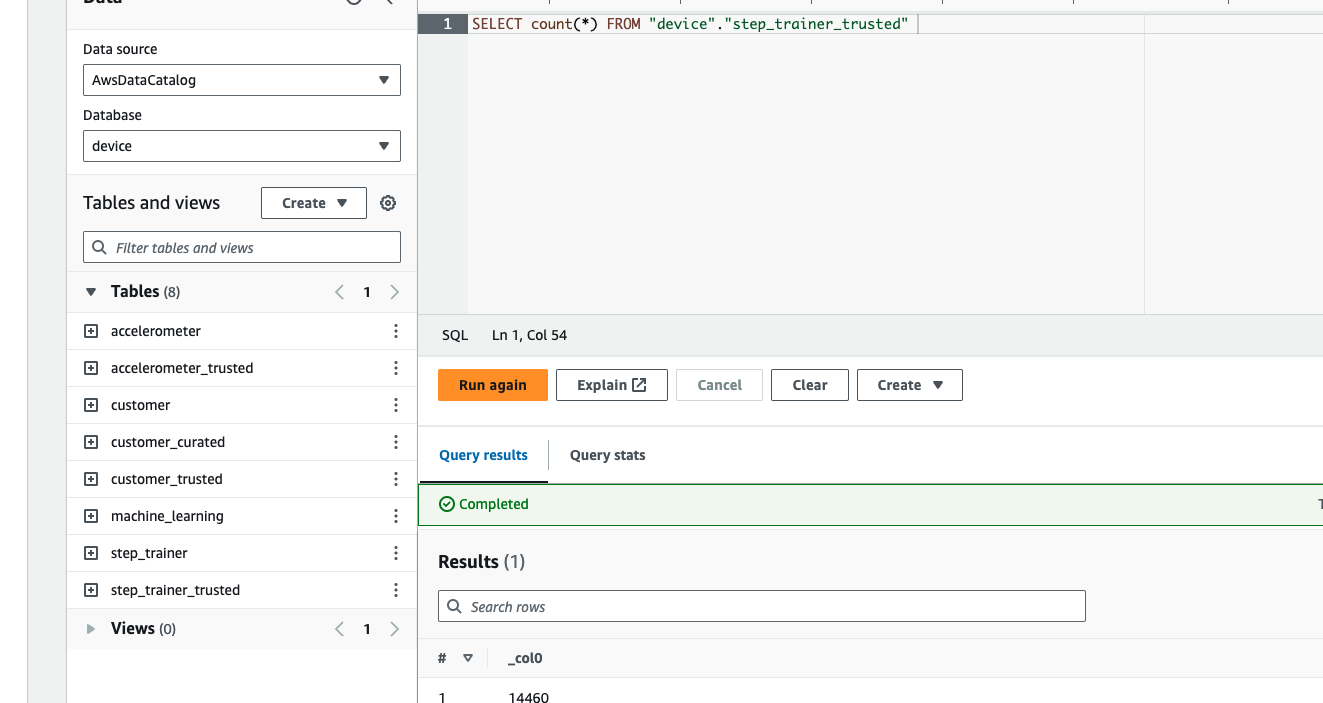 Data
Data source
AwsDataCatalog
Database
device
Tables and views
Create
Filter tables and views
Tables (8)
1
accelerometer
accelerometer_trusted
customer
customer_curated
customer_trusted
machine_learning
step_trainer
step_trainer_trusted
Views (0)
1
1 SELECT count(*) FROM "device"."step_trainer_trusted"
SQL Ln 1, Col 54
Run again Explain Cancel Clear Create
Query results Query stats
Completed
Results (1)
Search rows
# _col0
1 14460